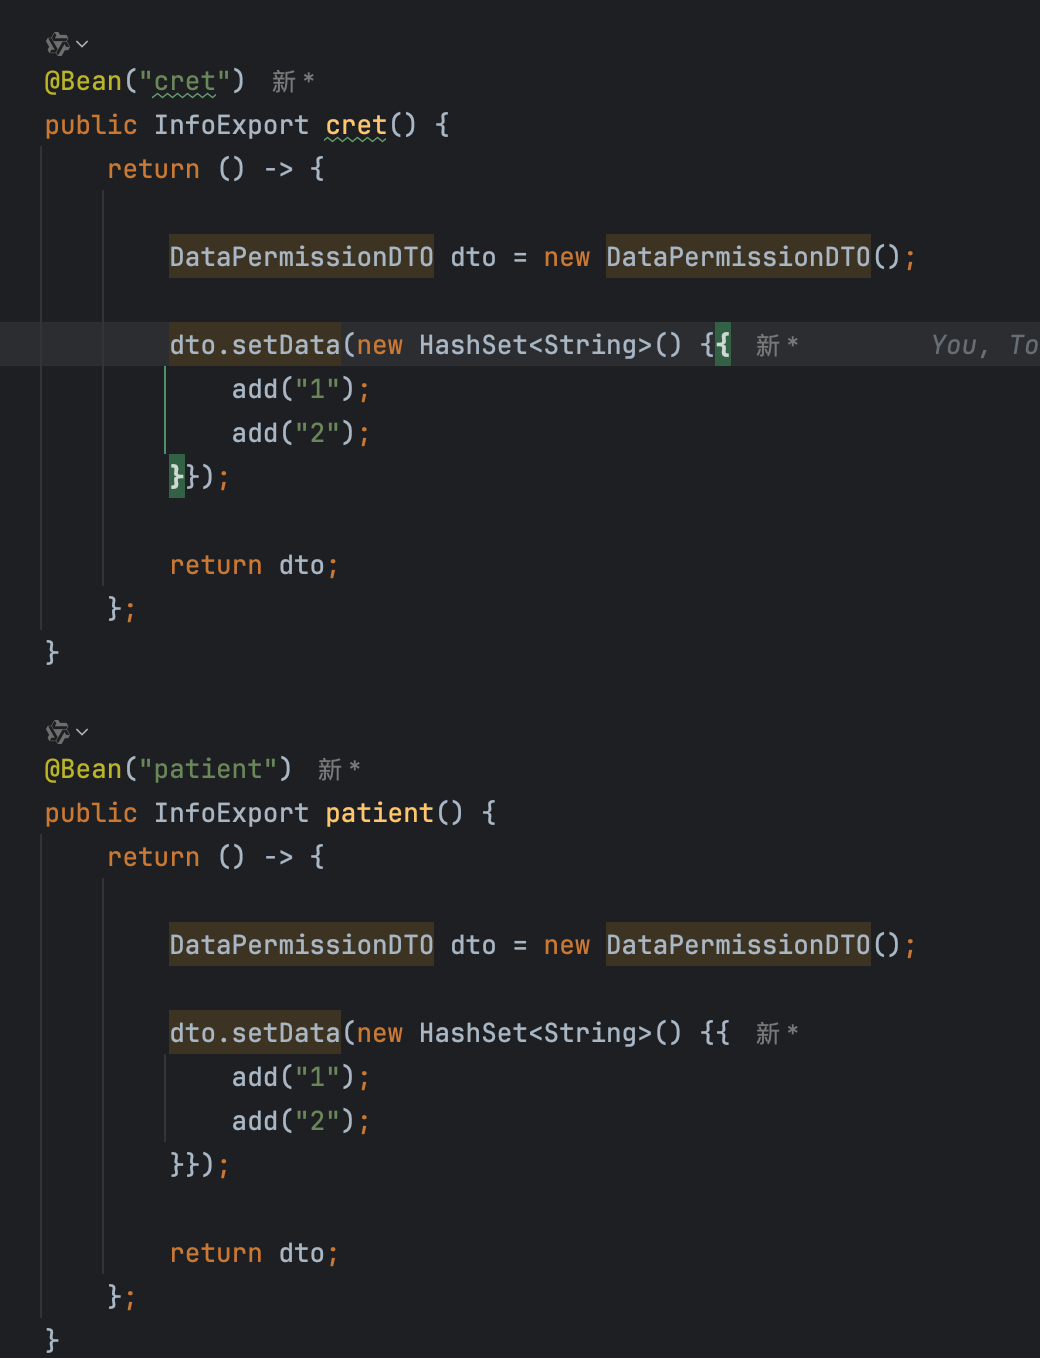 @Bean("cret") 新 *
public InfoExport cret() {
    return () -> {
        DataPermissionDTO dto = new DataPermissionDTO();
        dto.setData(new HashSet<String>() {{ 新 * You, To
            add("1");
            add("2");
        }});
        return dto;
    };
}
@Bean("patient") 新 *
public InfoExport patient() {
    return () -> {
        DataPermissionDTO dto = new DataPermissionDTO();
        dto.setData(new HashSet<String>() {{ 新 *
            add("1");
            add("2");
        }});
        return dto;
    };
}